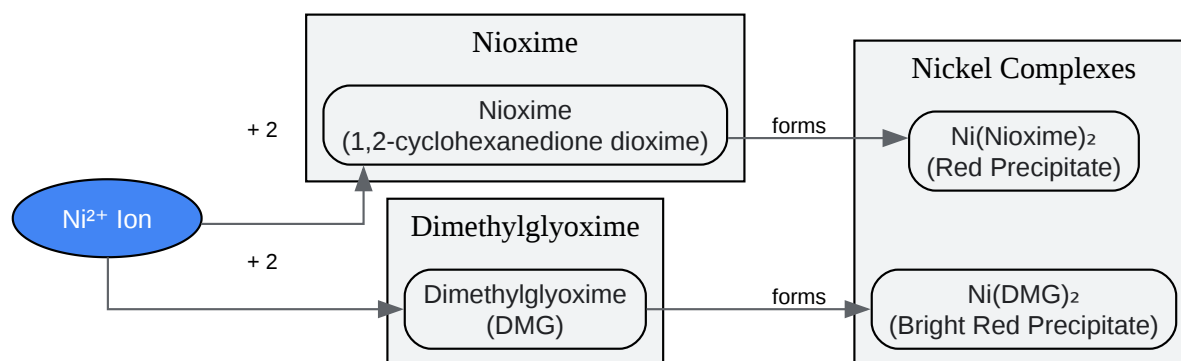 Nioxime
Nickel Complexes
+ 2
Nioxime
(1,2-cyclohexanedione dioxime)
forms
Ni(Nioxime)₂
(Red Precipitate)
Ni²⁺ Ion
Dimethylglyoxime
+ 2
Dimethylglyoxime
(DMG)
forms
Ni(DMG)₂
(Bright Red Precipitate)